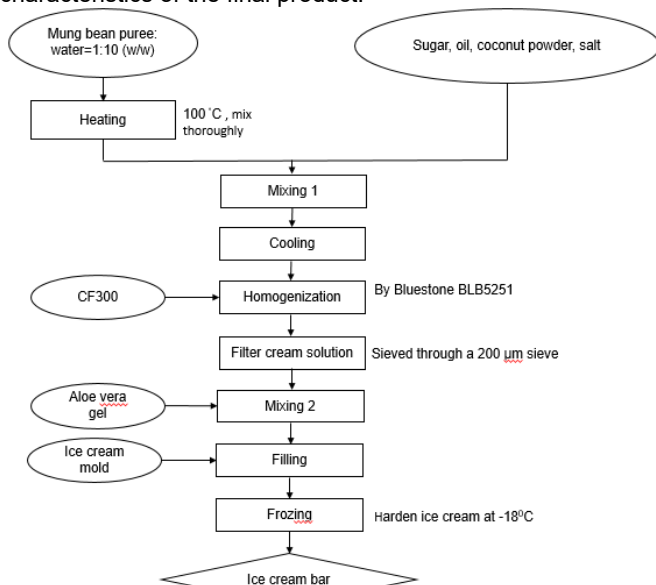 characteristics of the final product.
Mung bean puree:
water=1:10 (w/w)
Sugar, oil, coconut powder, salt
Heating
100 °C , mix
thoroughly
Mixing 1
Cooling
CF300
Homogenization
By Bluestone BLB5251
Filter cream solution
Sieved through a 200 µm sieve
Aloe vera
gel
Mixing 2
Ice cream
mold
Filling
Frozing
Harden ice cream at -18⁰C
Ice cream bar